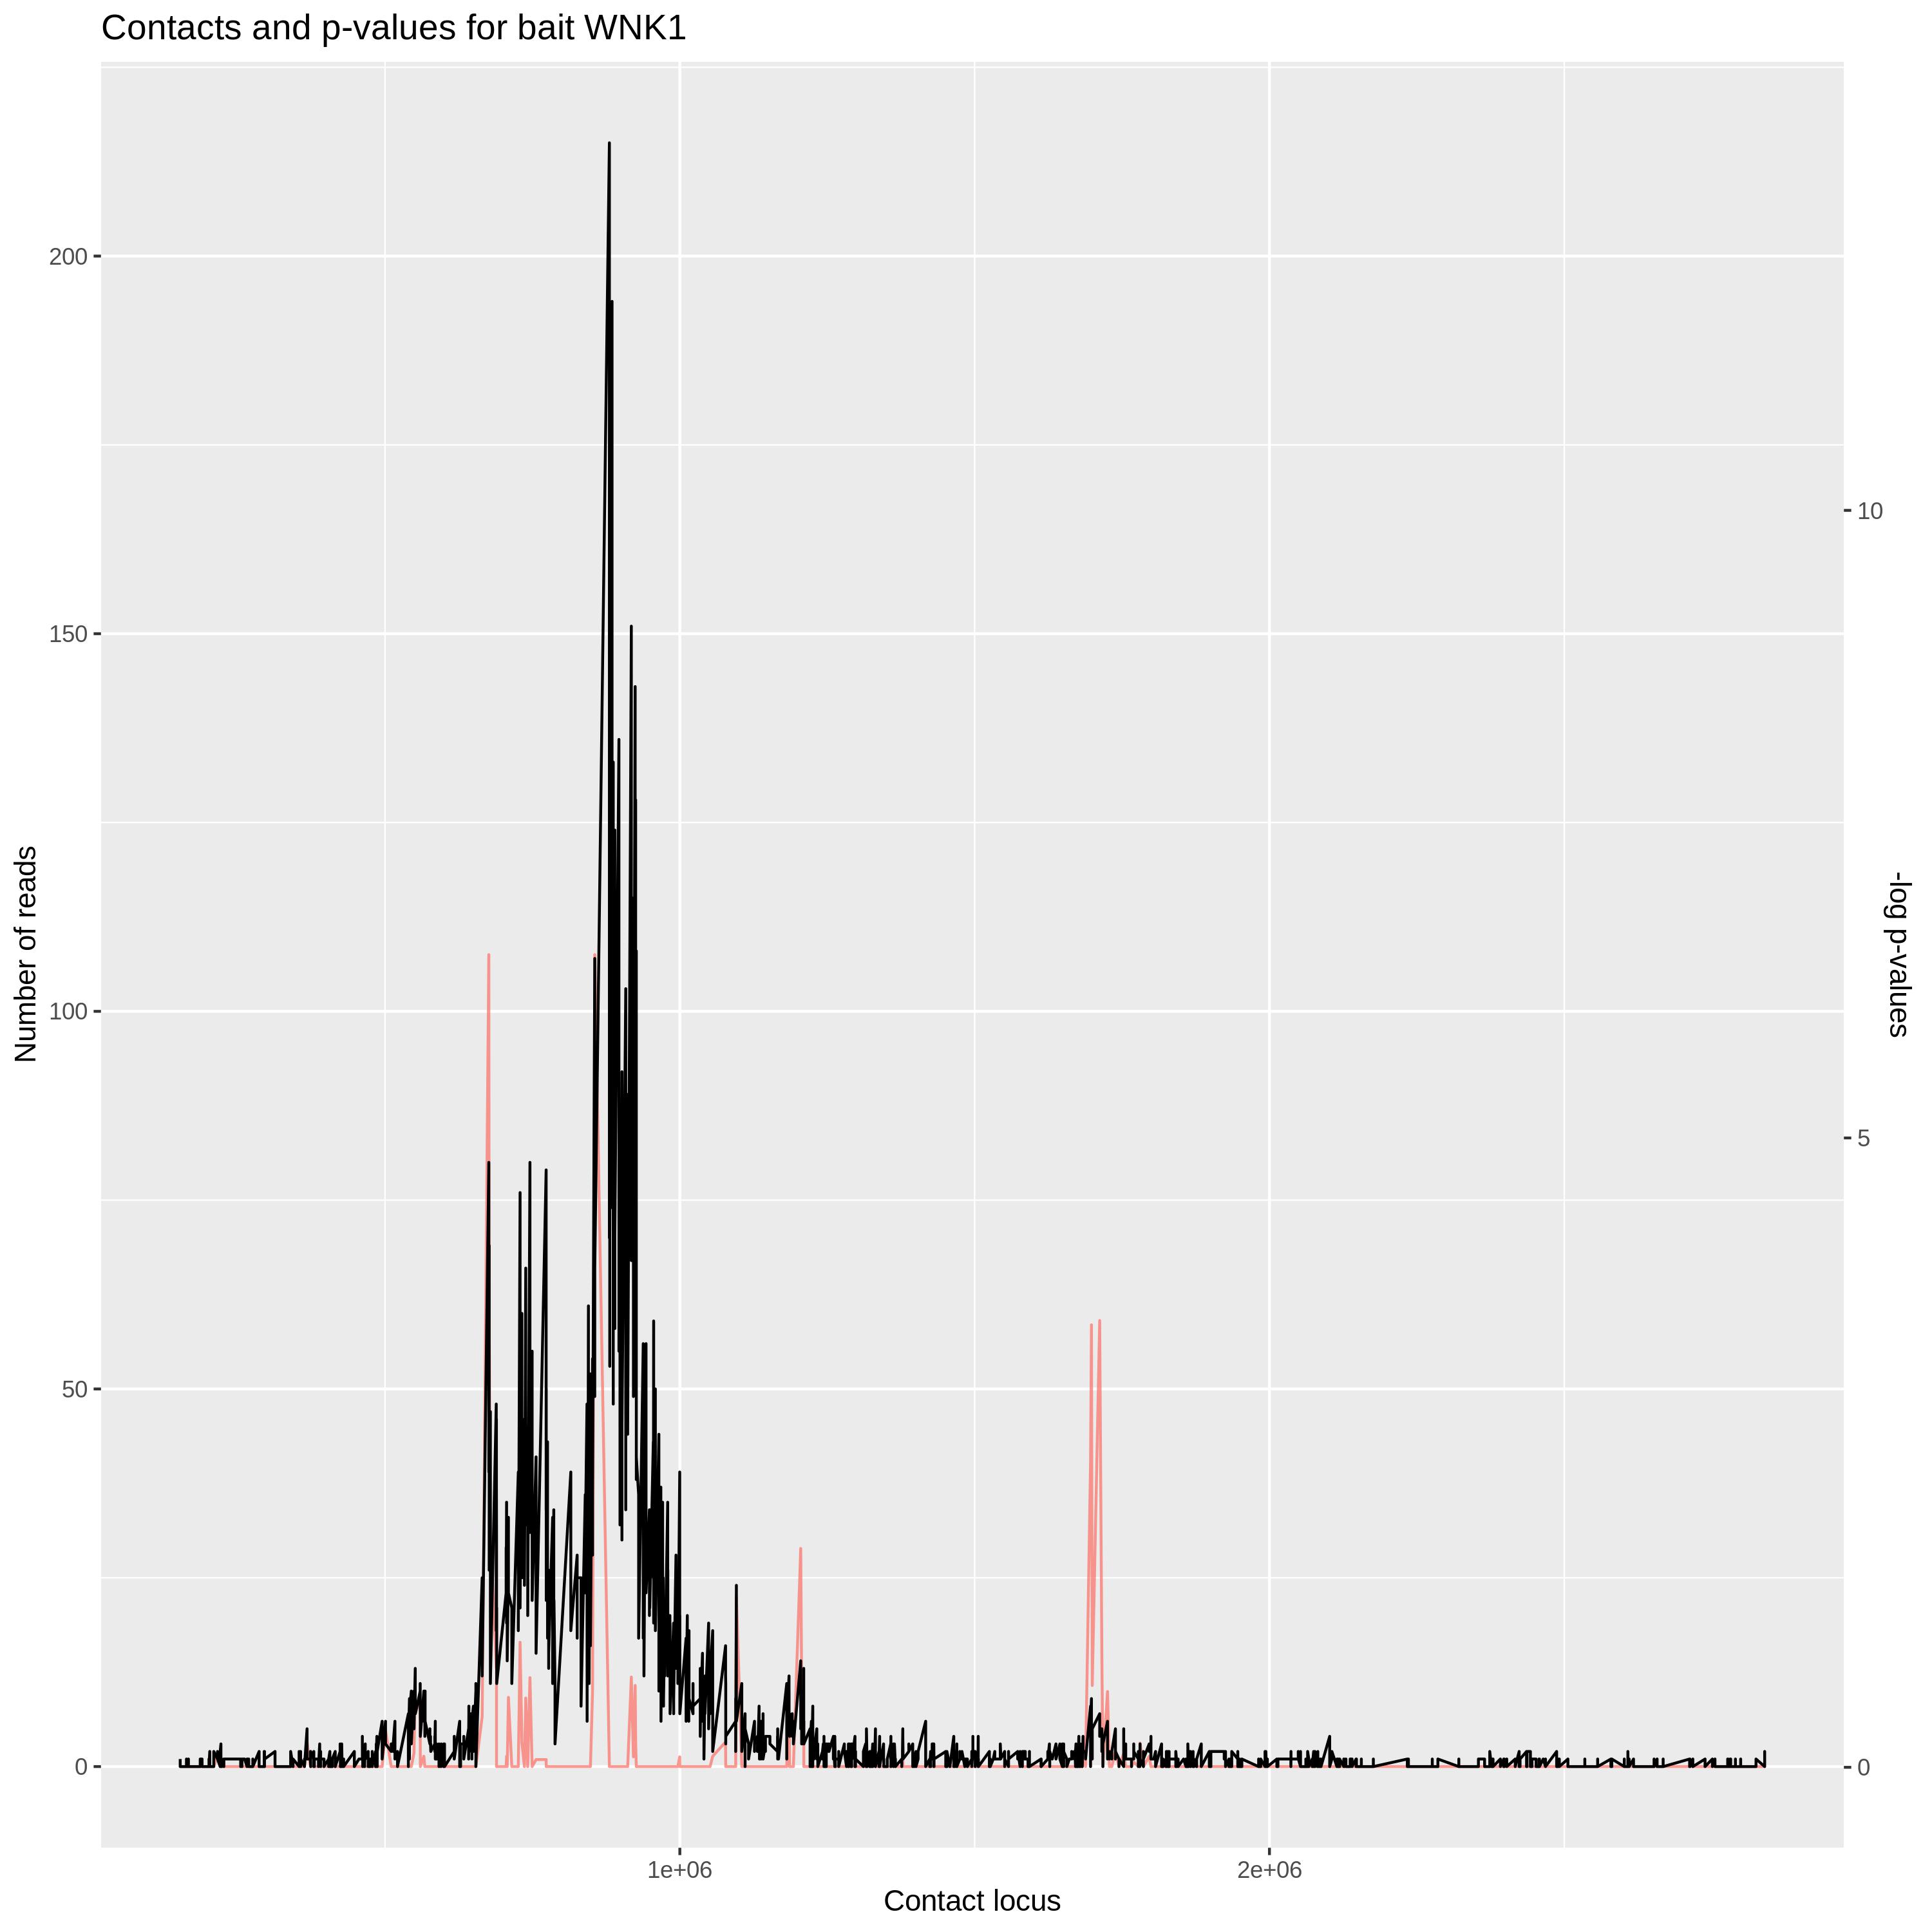 Contacts and p-values for bait WNK1
200
150
100
50
0
Number of reads
10
5
0
-log p-values
1e+06
2e+06
Contact locus